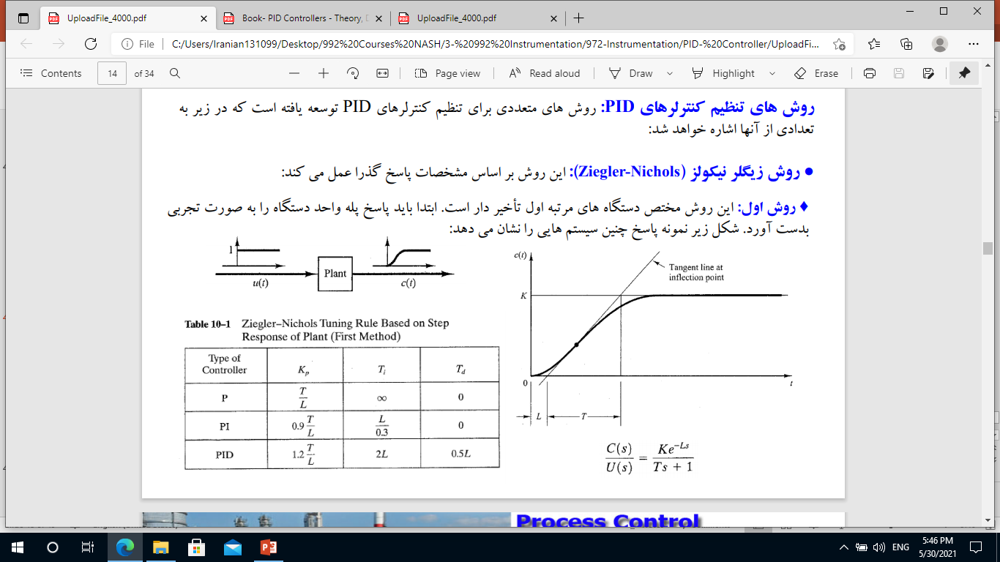 UploadFile_4000.pdf
Book- PID Controllers - Theory, D
UploadFile_4000.pdf
File
C:/Users/Iranian131099/Desktop/992%20Courses%20NASH/3-%20992%20Instrumentation/972-Instrumentation/PID-%20Controller/UploadFi...
Contents
14
of 34
Page view
Read aloud
Draw
Highlight
Erase
روش های تنظیم کنترلرهای PID: روش های متعددی برای تنظیم کنترلرهای PID توسعه یافته است که در زیر به
تعدادی از آنها اشاره خواهد شد:
● روش زیگلر نیکولز (Ziegler-Nichols): این روش بر اساس مشخصات پاسخ گذرا عمل می کند:
♦ روش اول: این روش مختص دستگاه های مرتبه اول تأخیر دار است. ابتدا باید پاسخ پله واحد دستگاه را به صورت تجربی
بدست آورد. شکل زیر نمونه پاسخ چنین سیستم هایی را نشان می دهد:
1
u(t)
Plant
c(t)
Table 10–1 Ziegler–Nichols Tuning Rule Based on Step
Response of Plant (First Method)
Type of
Controller
K_p
T_i
T_d
P
T/L
∞
0
PI
0.9 T/L
L/0.3
0
PID
1.2 T/L
2L
0.5L
c(t)
Tangent line at
inflection point
K
0
t
L
T
C(s)/U(s) = Ke^{-Ls}/(Ts + 1)
Process Control
ENG
5:46 PM
5/30/2021